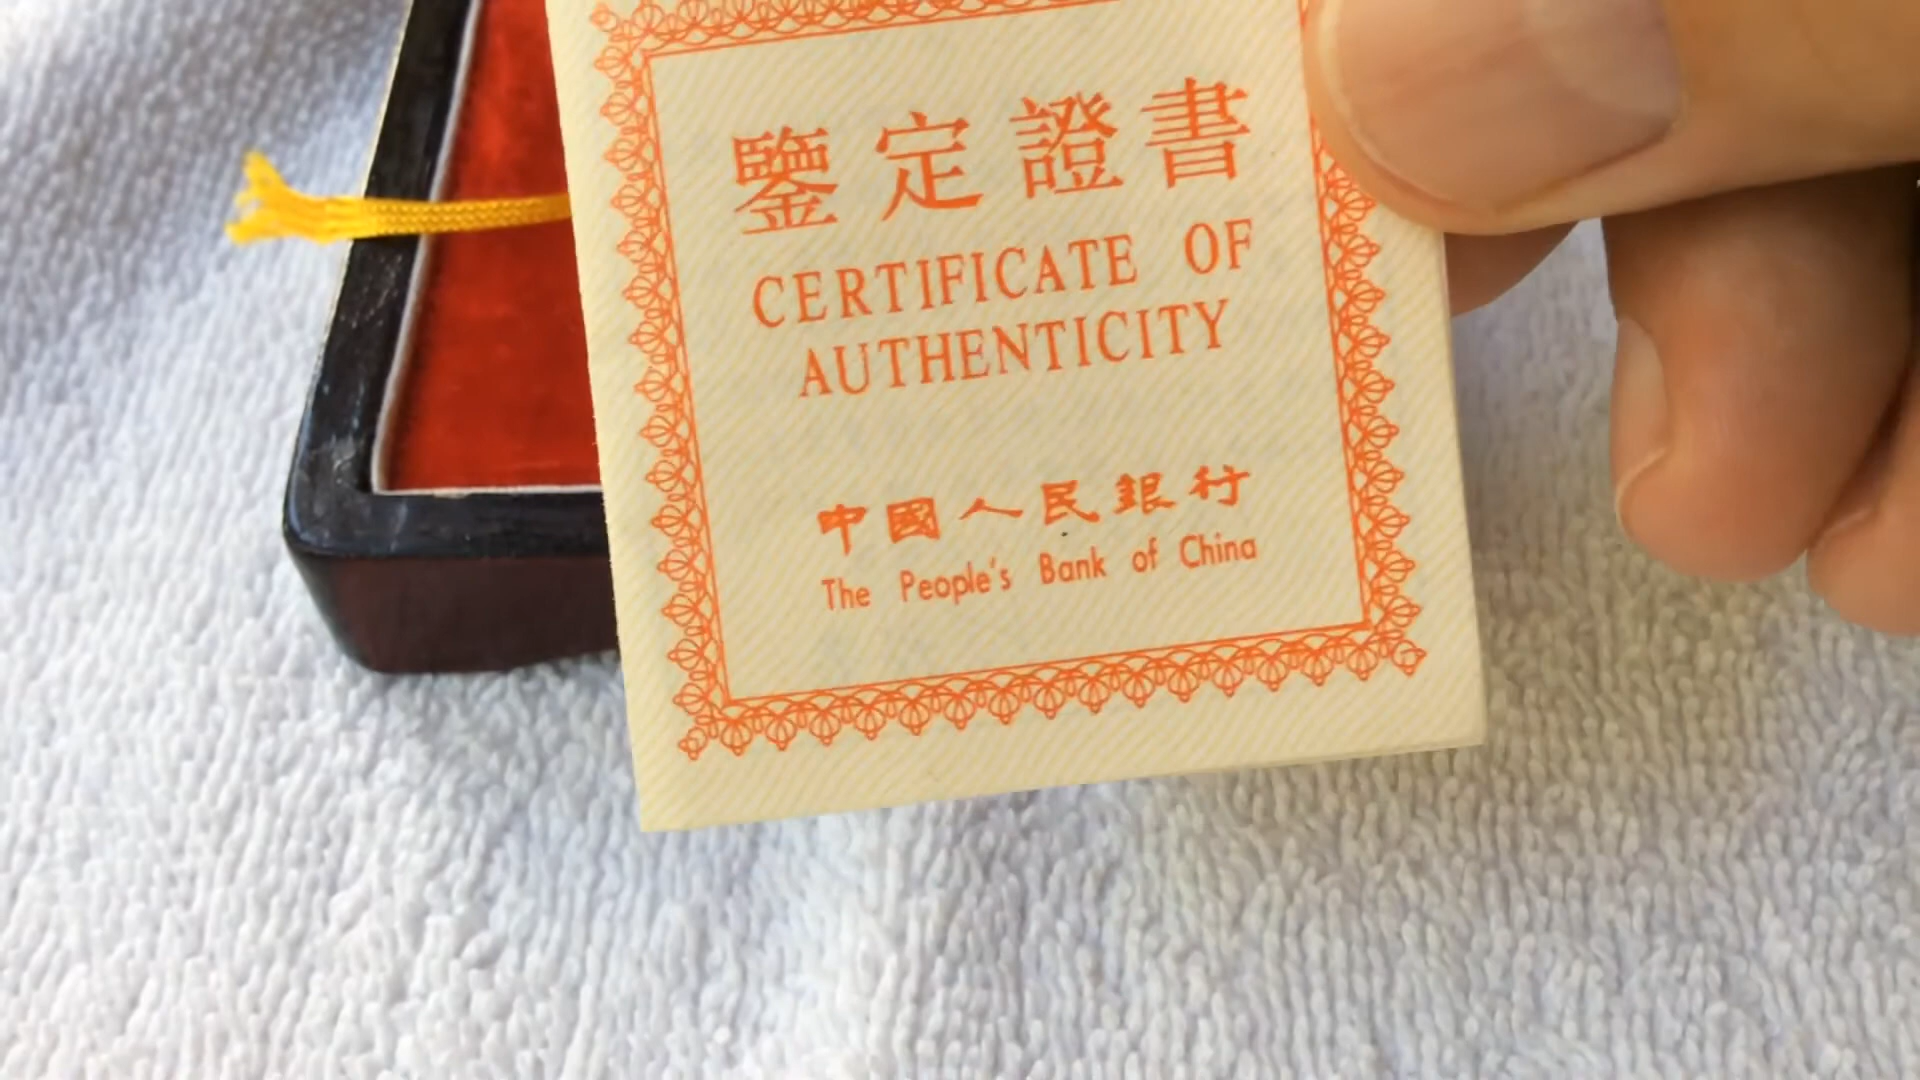 鑒定證書
CERTIFICATE OF
AUTHENTICITY
中國人民銀行
The People's Bank of China